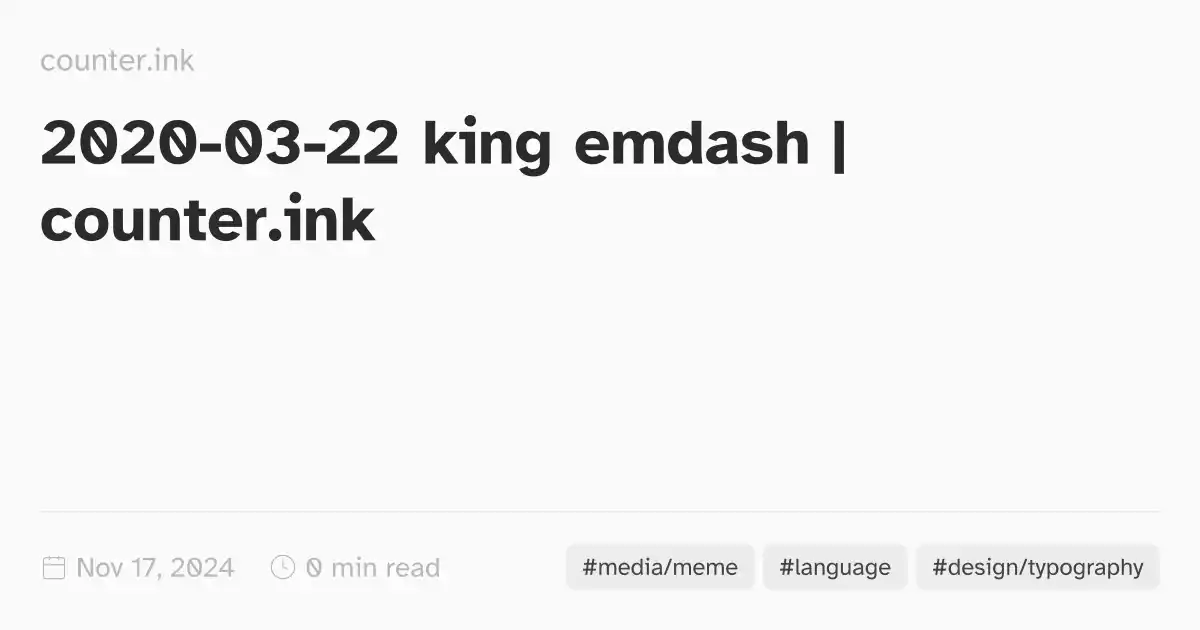 counter.ink
2020-03-22 king emdash |
counter.ink
Nov 17, 2024 0 min read #media/meme #language #design/typography